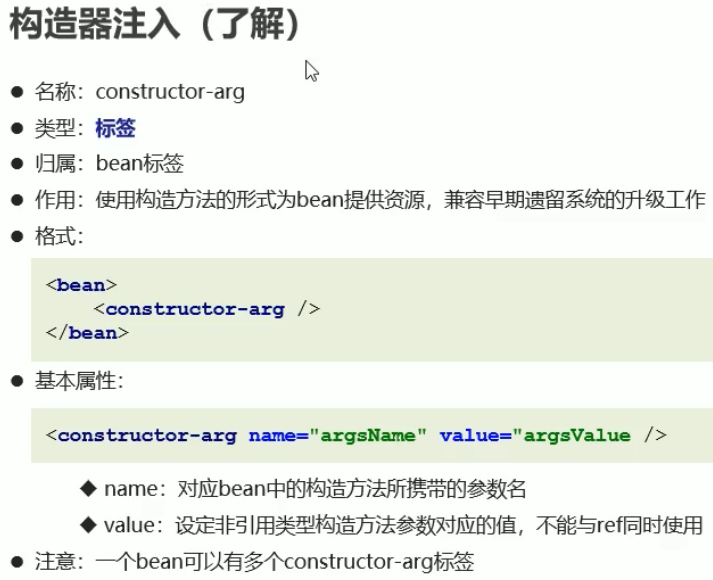 构造器注入（了解）
● 名称：constructor-arg
● 类型：标签
● 归属：bean标签
● 作用：使用构造方法的形式为bean提供资源，兼容早期遗留系统的升级工作
● 格式：
<bean>
    <constructor-arg />
</bean>
● 基本属性：
<constructor-arg name="argsName" value="argsValue />
◆ name：对应bean中的构造方法所携带的参数名
◆ value：设定非引用类型构造方法参数对应的值，不能与ref同时使用
● 注意：一个bean可以有多个constructor-arg标签